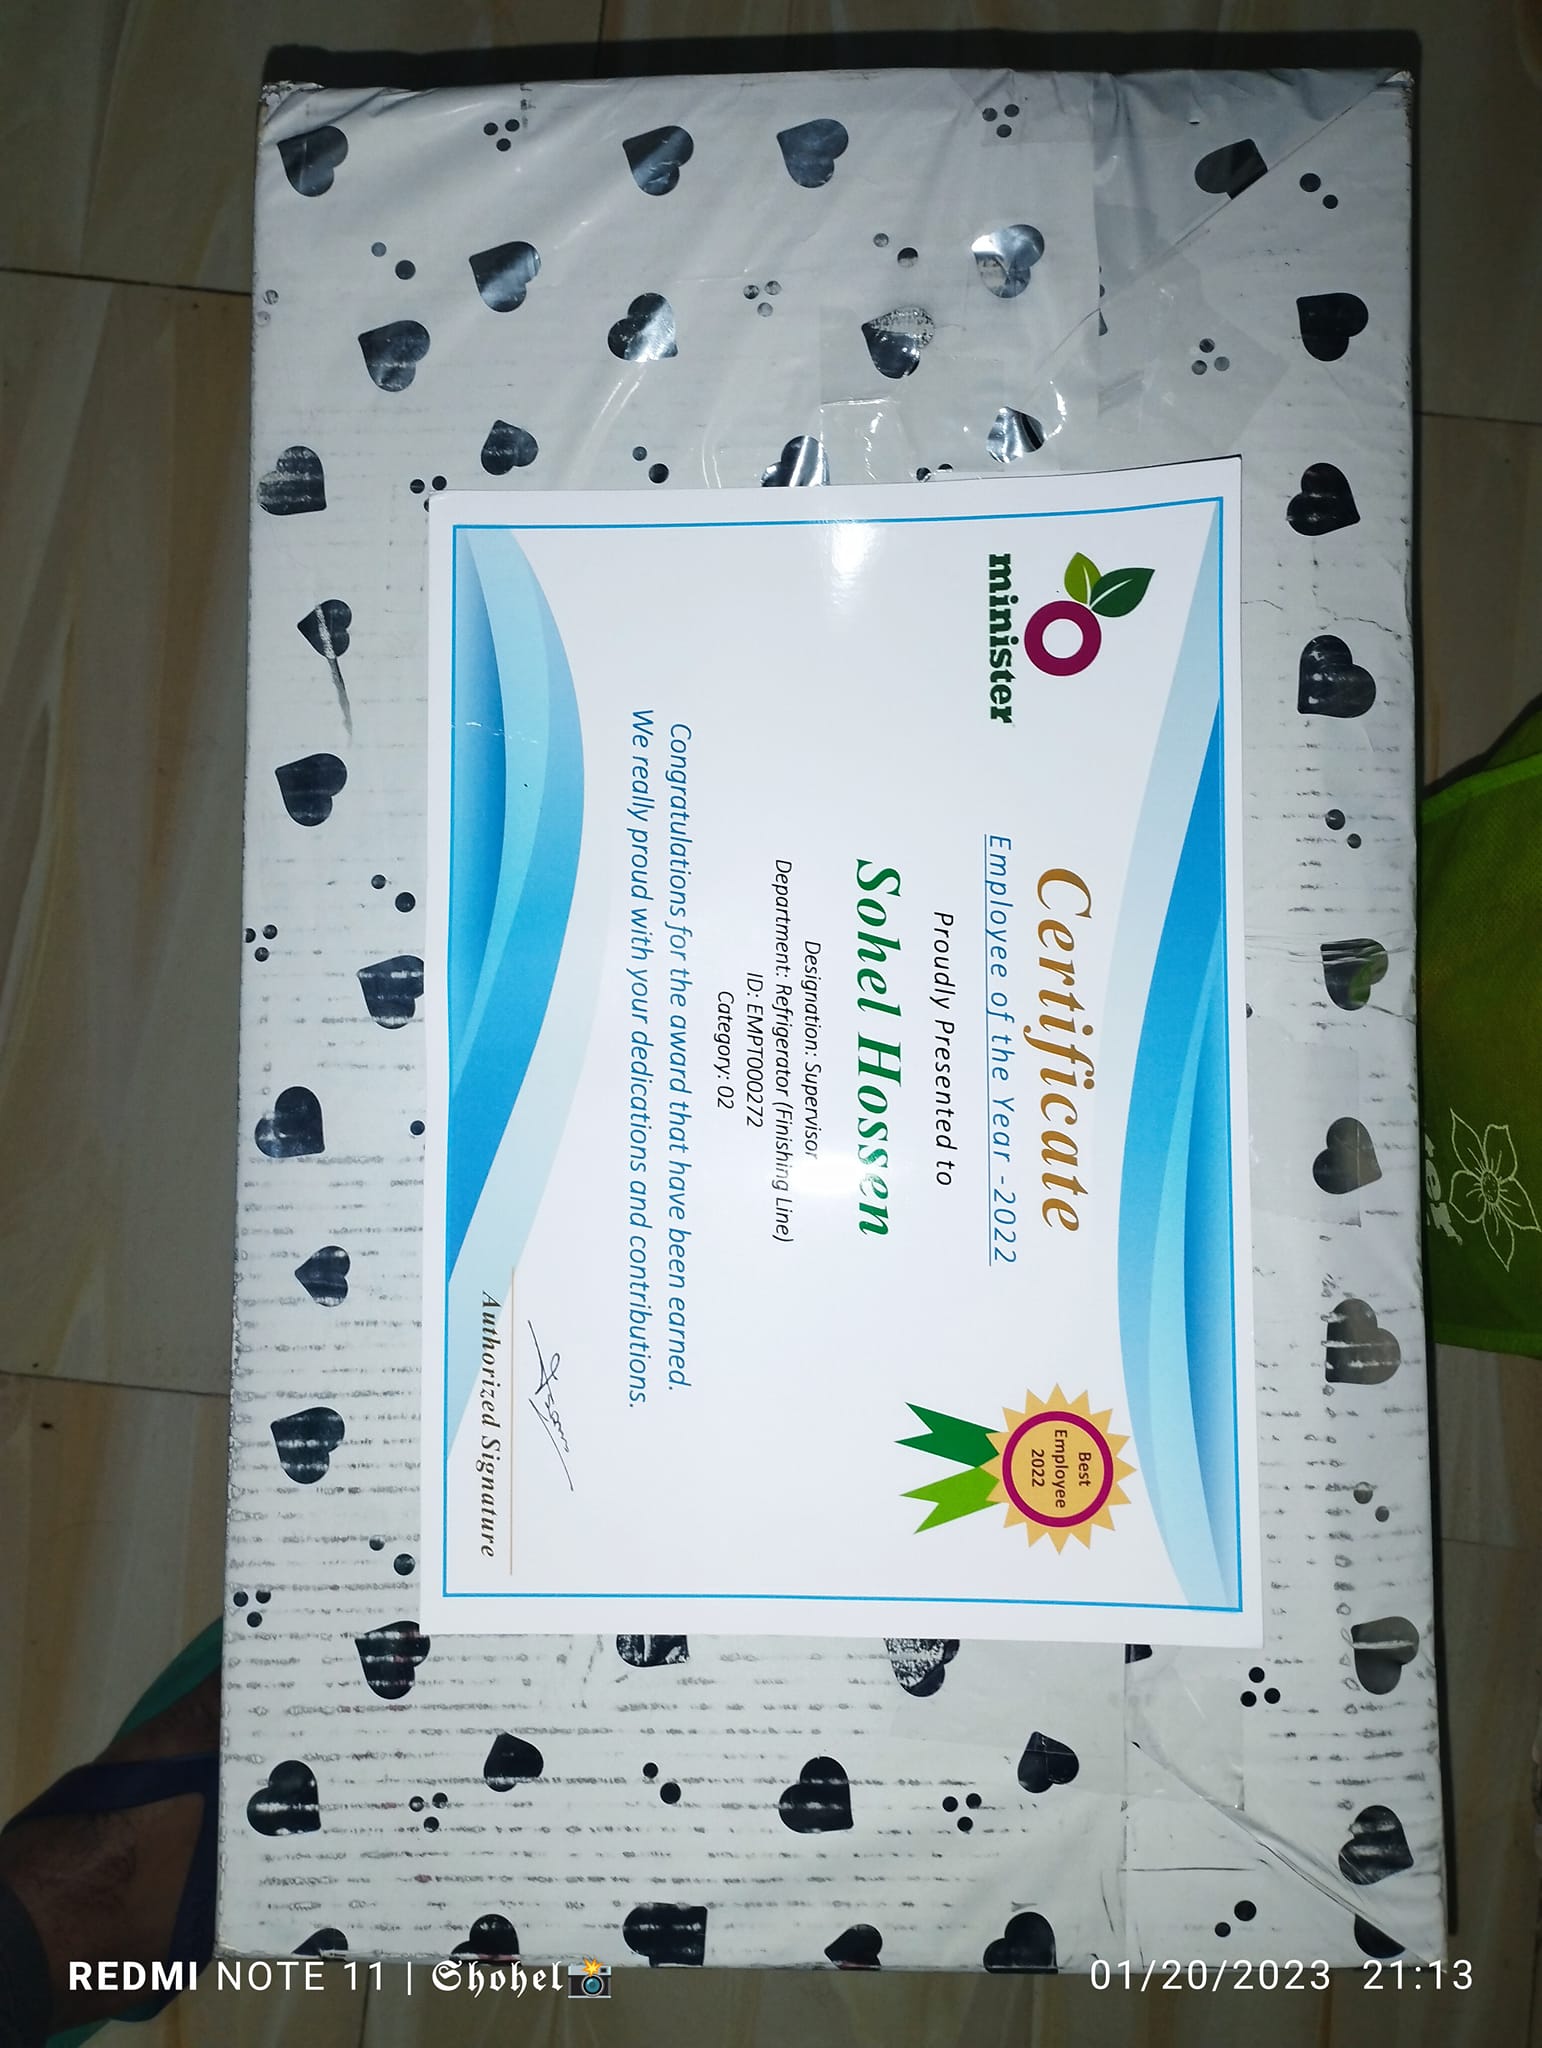 minister
Certificate
Employee of the Year -2022
Best
Employee
2022
Proudly Presented to
Sohel Hossen
Designation: Supervisor
Department: Refrigerator (Finishing Line)
ID: EMPT000272
Category: 02
Congratulations for the award that have been earned.
We really proud with your dedications and contributions.
Authorized Signature
REDMI NOTE 11 | 𝕾𝖍𝖔𝖍𝖊𝖑📸 01/20/2023 21:13